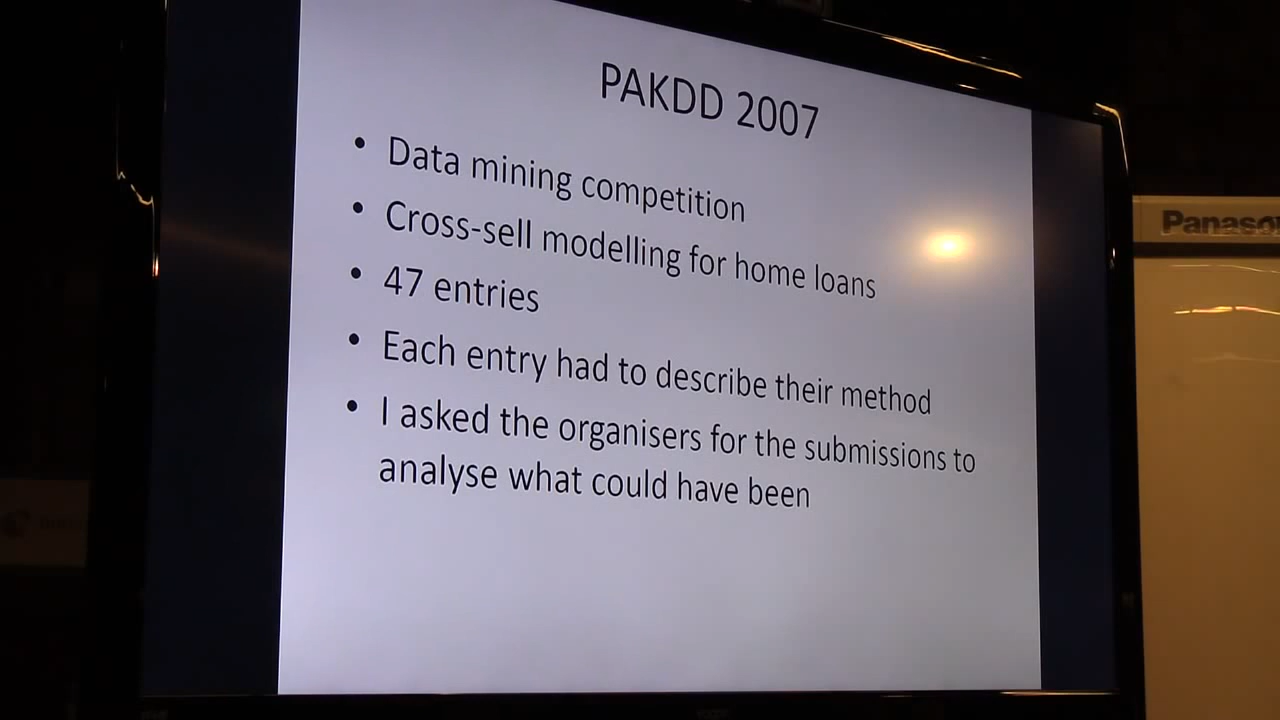 PAKDD 2007
• Data mining competition
• Cross-sell modelling for home loans
• 47 entries
• Each entry had to describe their method
• I asked the organisers for the submissions to
analyse what could have been